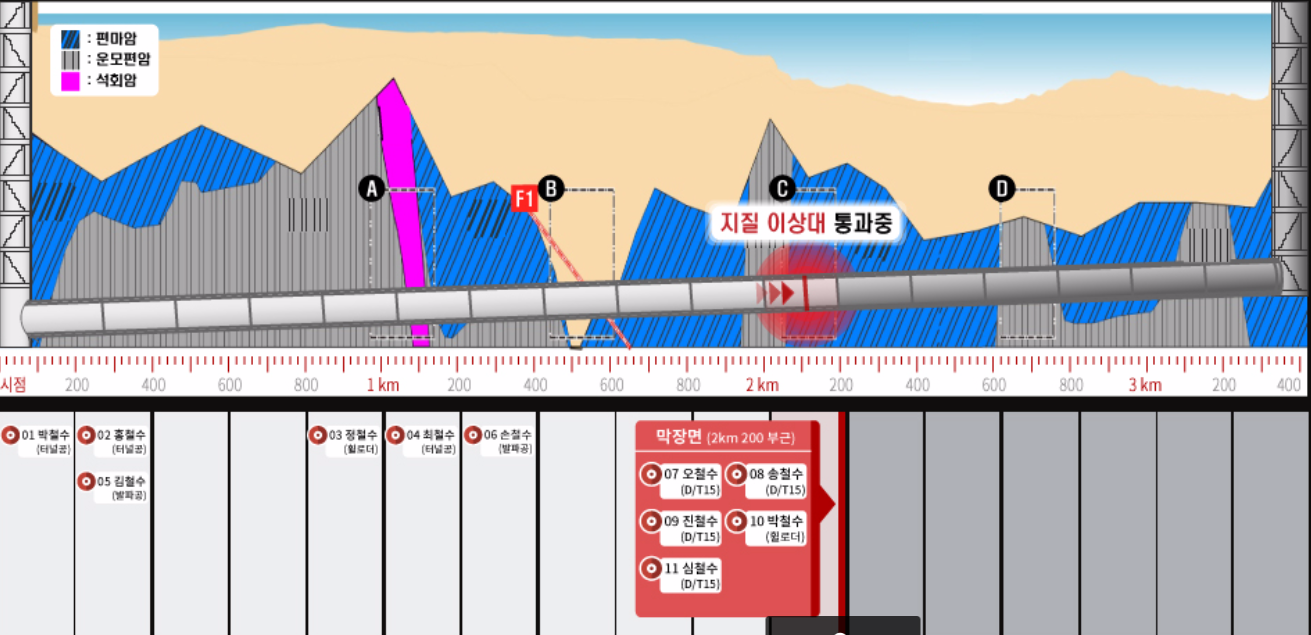 : 편마암
: 운모편암
: 석회암
A
F1
B
C
D
지질 이상대 통과중
시점 200 400 600 800 1 km 200 400 600 800 2 km 200 400 600 800 3 km 200 400
01 박철수
(터널공)
02 홍철수
(터널공)
03 정철수
(휠로더)
04 최철수
(터널공)
06 손철수
(발파공)
05 김철수
(발파공)
막장면 (2km 200 부근)
07 오철수
(D/T15)
08 송철수
(D/T15)
09 진철수
(D/T15)
10 박철수
(휠로더)
11 심철수
(D/T15)